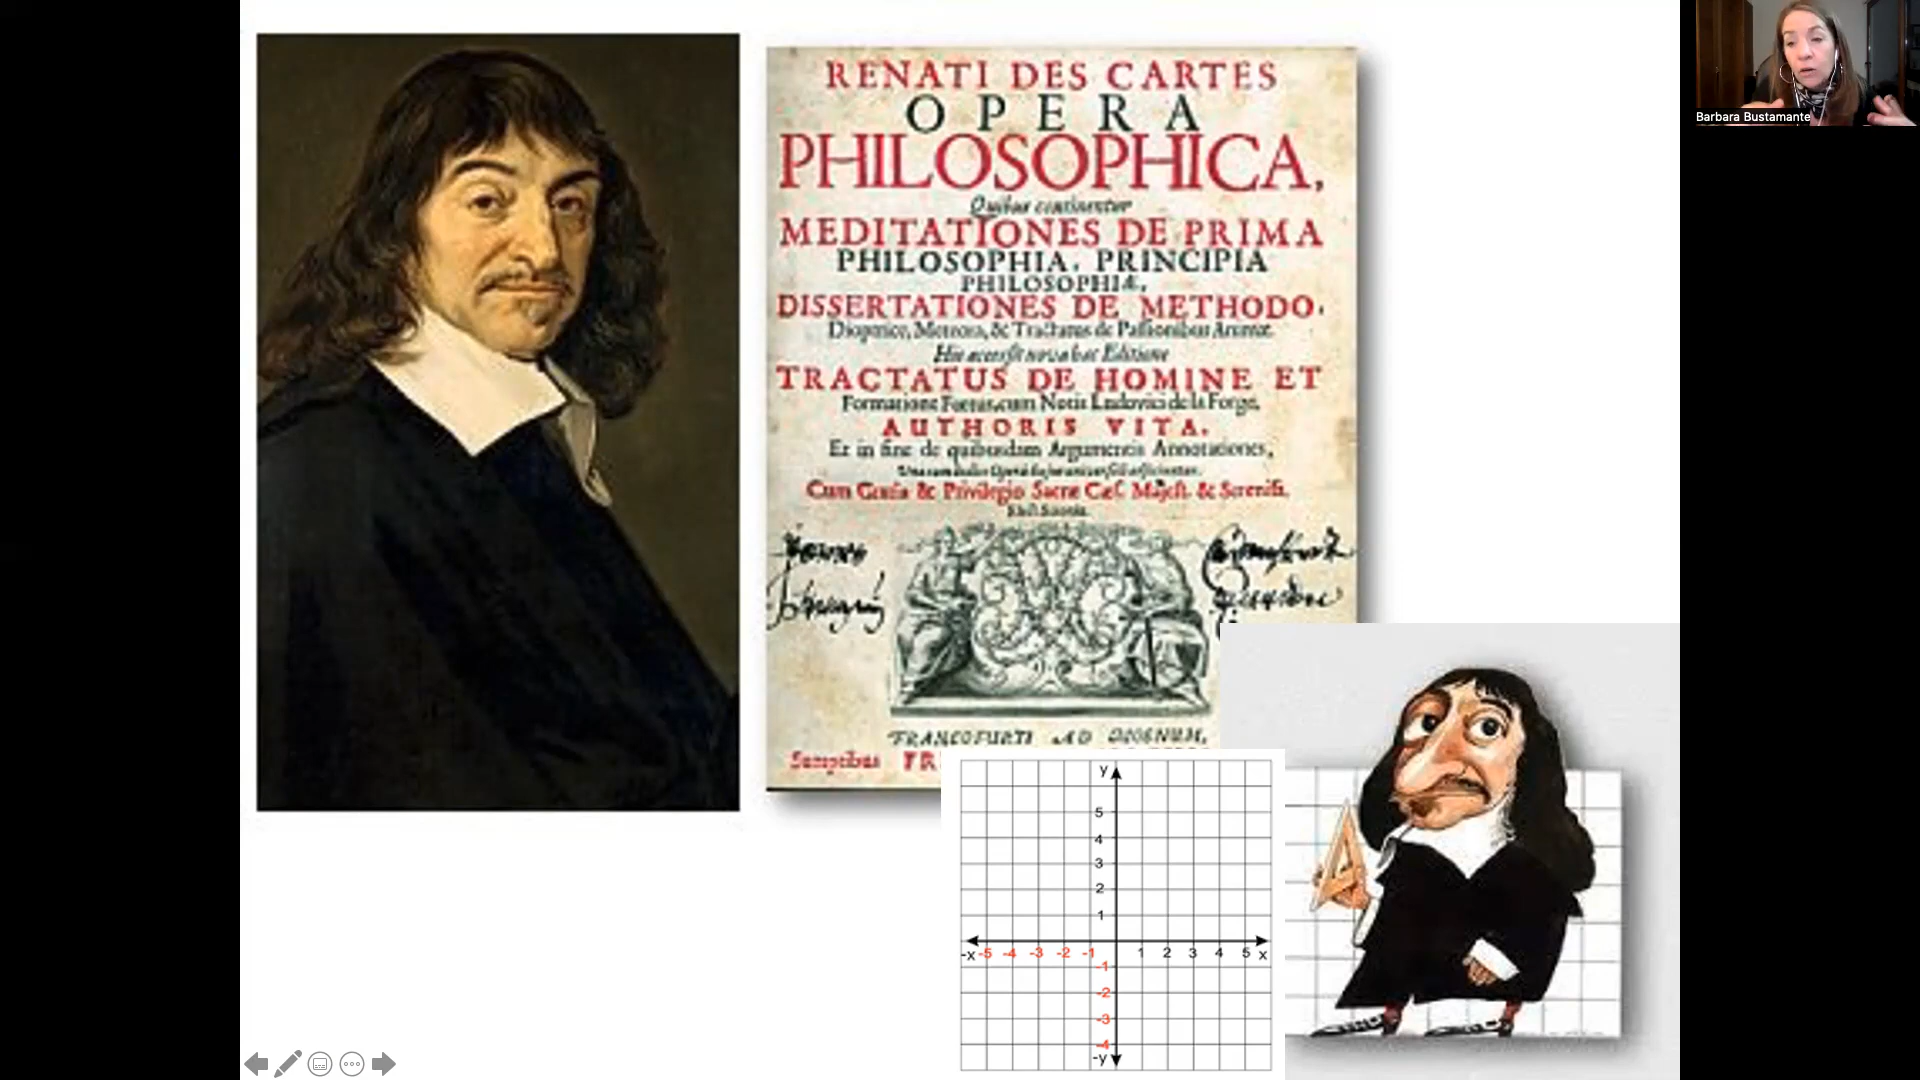 RENATI DES CARTES
OPERA
PHILOSOPHICA,
Quibus continentur
MEDITATIONES DE PRIMA
PHILOSOPHIA, PRINCIPIA
PHILOSOPHIÆ,
DISSERTATIONES DE METHODO,
Dioptrice, Meteora, & Tractatus de Passionibus Animæ.
His accessit nova hac Editione
TRACTATUS DE HOMINE ET
Formatione Foetus, cum Notis Ludovici de la Forge,
AUTHORIS VITA.
Et in fine de quibusdam Argumentis Annotationes,
Cum Gratia & Privilegio Sacræ Cæs. Majest. & Sereniss.
FRANCOFURTI AD MOENUM,
Sumptibus FR
y
5
4
3
2
1
-x -5 -4 -3 -2 -1 1 2 3 4 5 x
-1
-2
-3
-4
-y
Barbara Bustamante